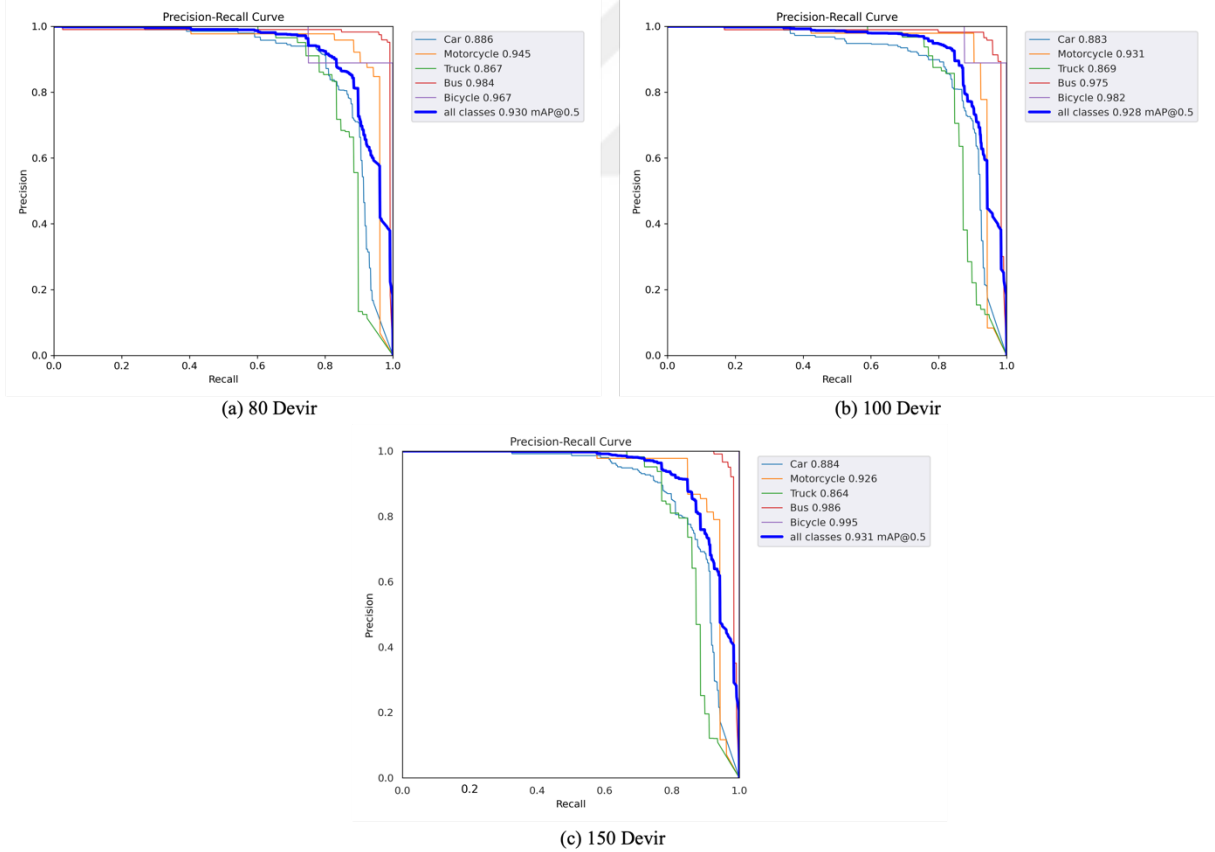 Precision-Recall Curve
1.0
0.8
0.6
0.4
0.2
0.0
Precision
0.0 0.2 0.4 0.6 0.8 1.0
Recall
Car 0.886
Motorcycle 0.945
Truck 0.867
Bus 0.984
Bicycle 0.967
all classes 0.930 mAP@0.5
(a) 80 Devir
Precision-Recall Curve
1.0
0.8
0.6
0.4
0.2
0.0
Precision
0.0 0.2 0.4 0.6 0.8 1.0
Recall
Car 0.883
Motorcycle 0.931
Truck 0.869
Bus 0.975
Bicycle 0.982
all classes 0.928 mAP@0.5
(b) 100 Devir
Precision-Recall Curve
1.0
0.8
0.6
0.4
0.2
0.0
Precision
0.0 0.2 0.4 0.6 0.8 1.0
Recall
Car 0.884
Motorcycle 0.926
Truck 0.864
Bus 0.986
Bicycle 0.995
all classes 0.931 mAP@0.5
(c) 150 Devir